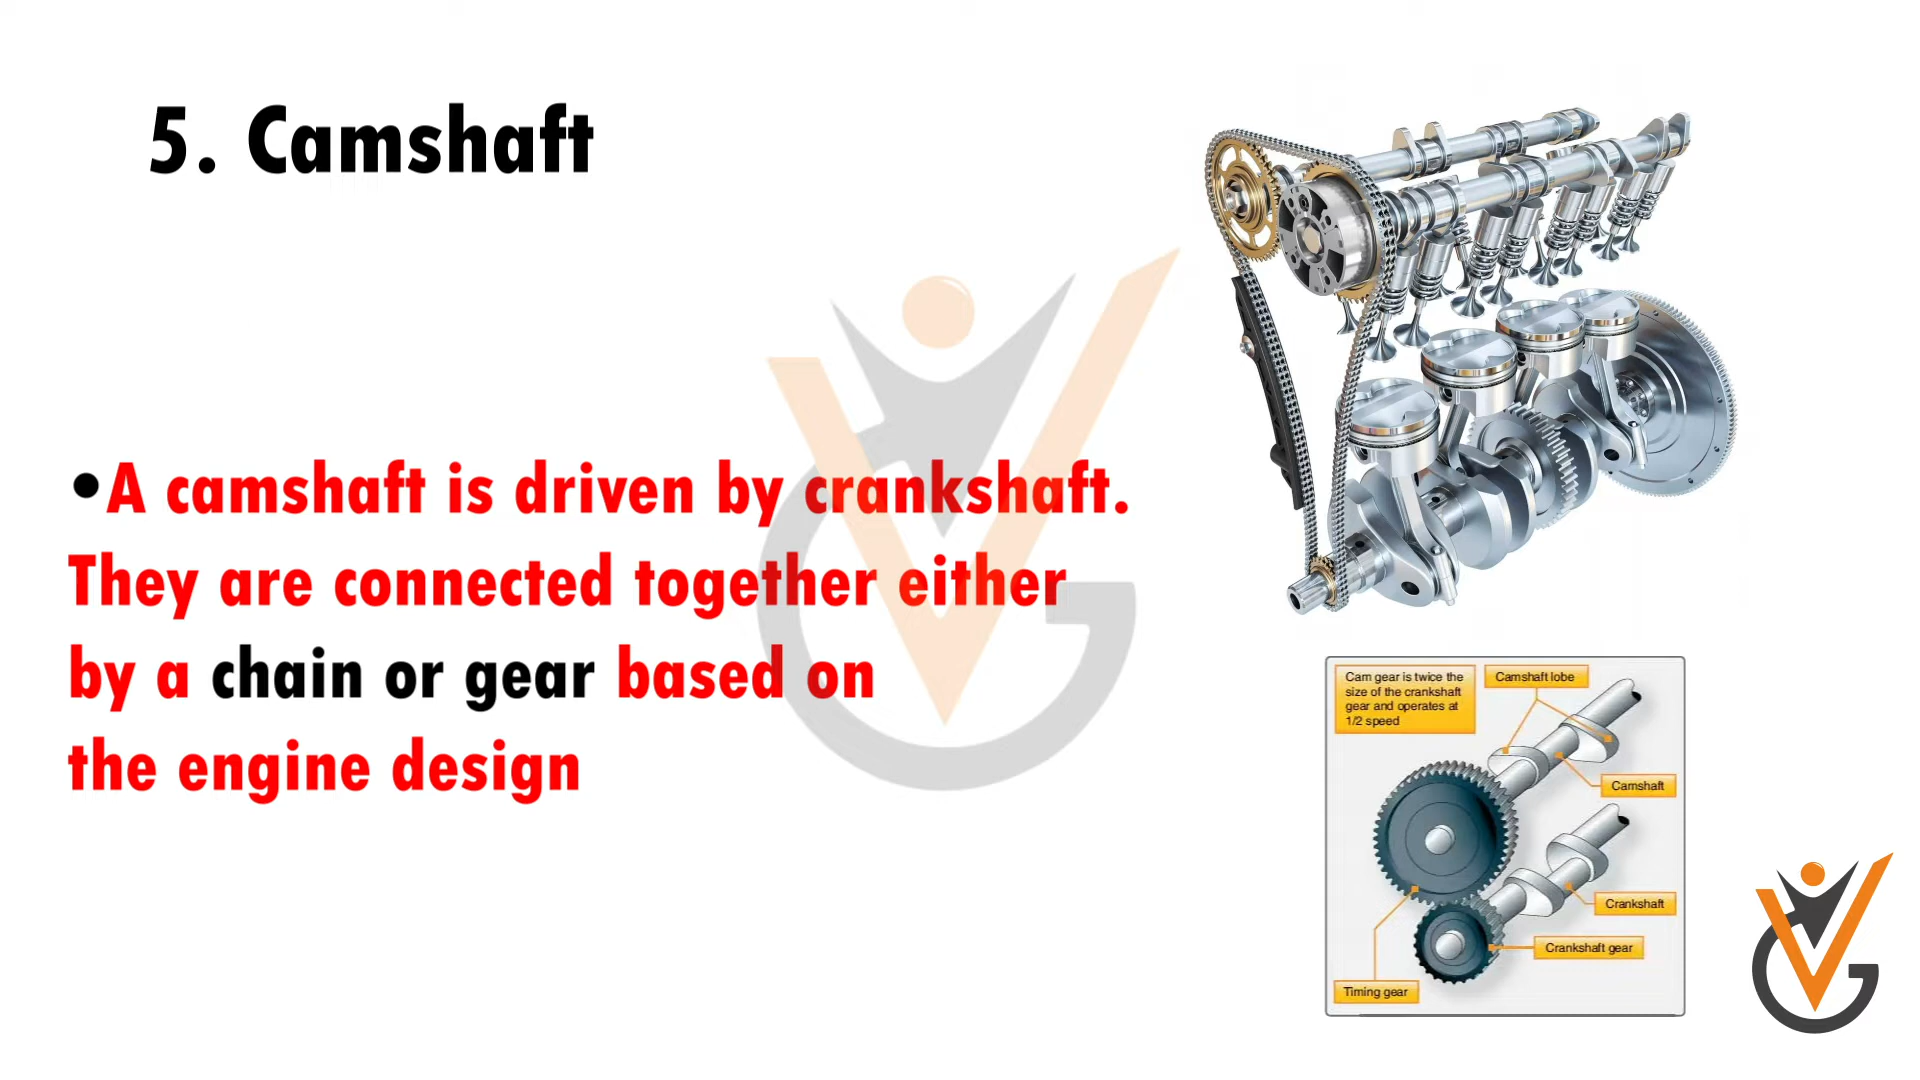 5. Camshaft
•A camshaft is driven by crankshaft.
They are connected together either
by a chain or gear based on
the engine design
Cam gear is twice the
size of the crankshaft
gear and operates at
1/2 speed
Camshaft lobe
Camshaft
Crankshaft
Crankshaft gear
Timing gear